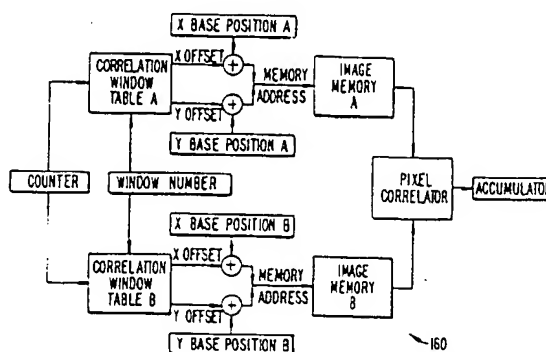 X BASE POSITION A
CORRELATION
WINDOW
TABLE A
X OFFSET
Y OFFSET
MEMORY
ADDRESS
IMAGE
MEMORY
A
Y BASE POSITION A
COUNTER
WINDOW NUMBER
PIXEL
CORRELATOR
ACCUMULATOR
X BASE POSITION B
CORRELATION
WINDOW
TABLE B
X OFFSET
Y OFFSET
MEMORY
ADDRESS
IMAGE
MEMORY
B
Y BASE POSITION B
160